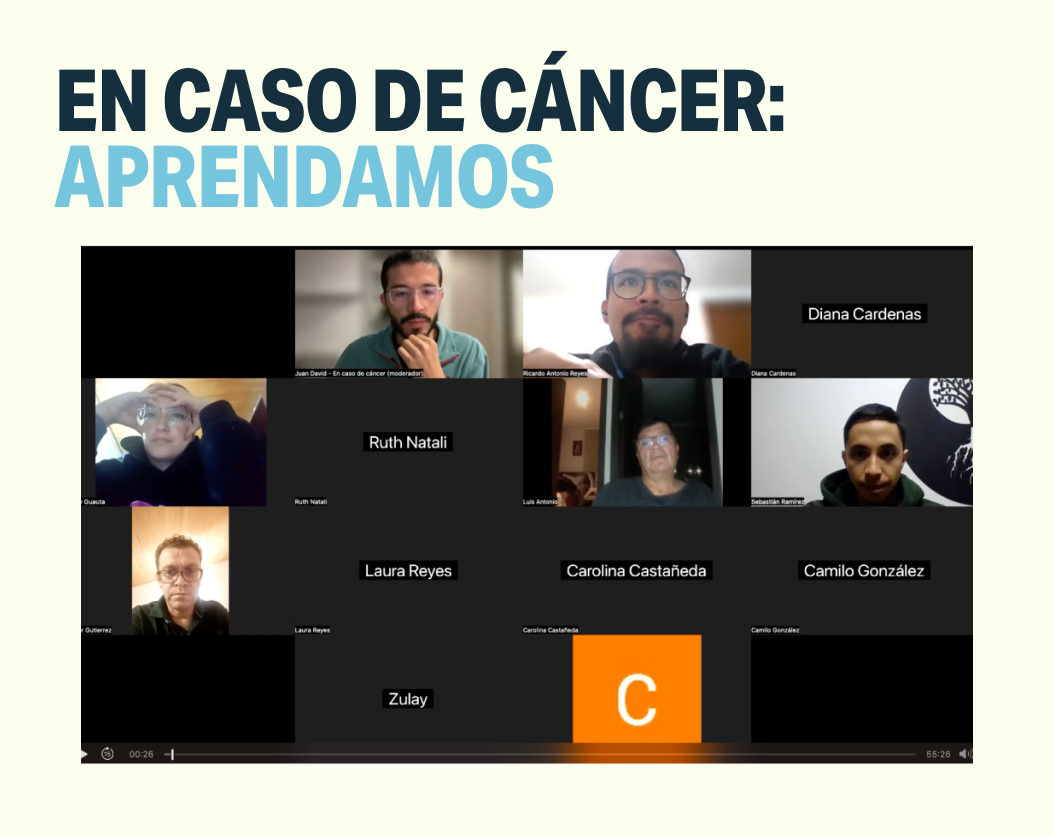 EN CASO DE CÁNCER:
APRENDAMOS
Juan David - En caso de cáncer (moderador)
Ricardo Antonio Reyes
Diana Cardenas
Diana Cardenas
Guauta
Ruth Natali
Ruth Natali
Luis Antonio
Sebastián Ramírez
Gutierrez
Laura Reyes
Laura Reyes
Carolina Castañeda
Carolina Castañeda
Camilo González
Camilo González
Zulay
C
15
00:26
55:26